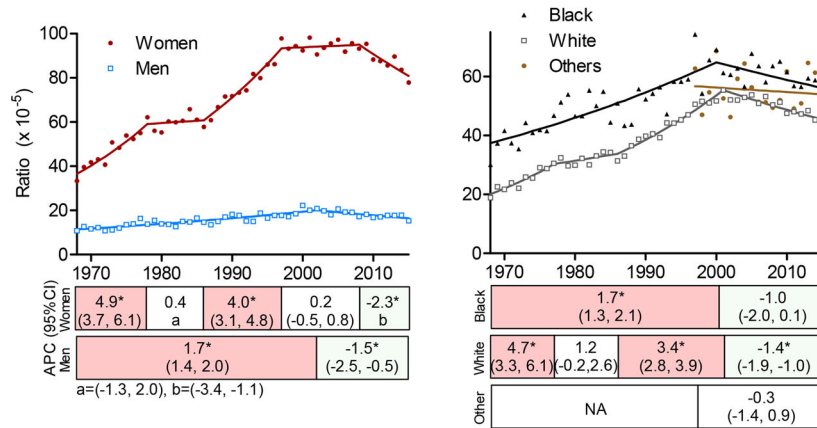 Women
Men
Ratio (x 10⁻⁵)
100
80
60
40
20
0
1970 1980 1990 2000 2010
APC (95%CI)
Women
4.9* 0.4 4.0* 0.2 -2.3*
(3.7, 6.1) a (3.1, 4.8) (-0.5, 0.8) b
Men
1.7* -1.5*
(1.4, 2.0) (-2.5, -0.5)
a=(-1.3, 2.0), b=(-3.4, -1.1)
Black
White
Others
60
40
20
0
1970 1980 1990 2000 2010
Black
1.7* -1.0
(1.3, 2.1) (-2.0, 0.1)
White
4.7* 1.2 3.4* -1.4*
(3.3, 6.1) (-0.2,2.6) (2.8, 3.9) (-1.9, -1.0)
Other
NA -0.3
(-1.4, 0.9)